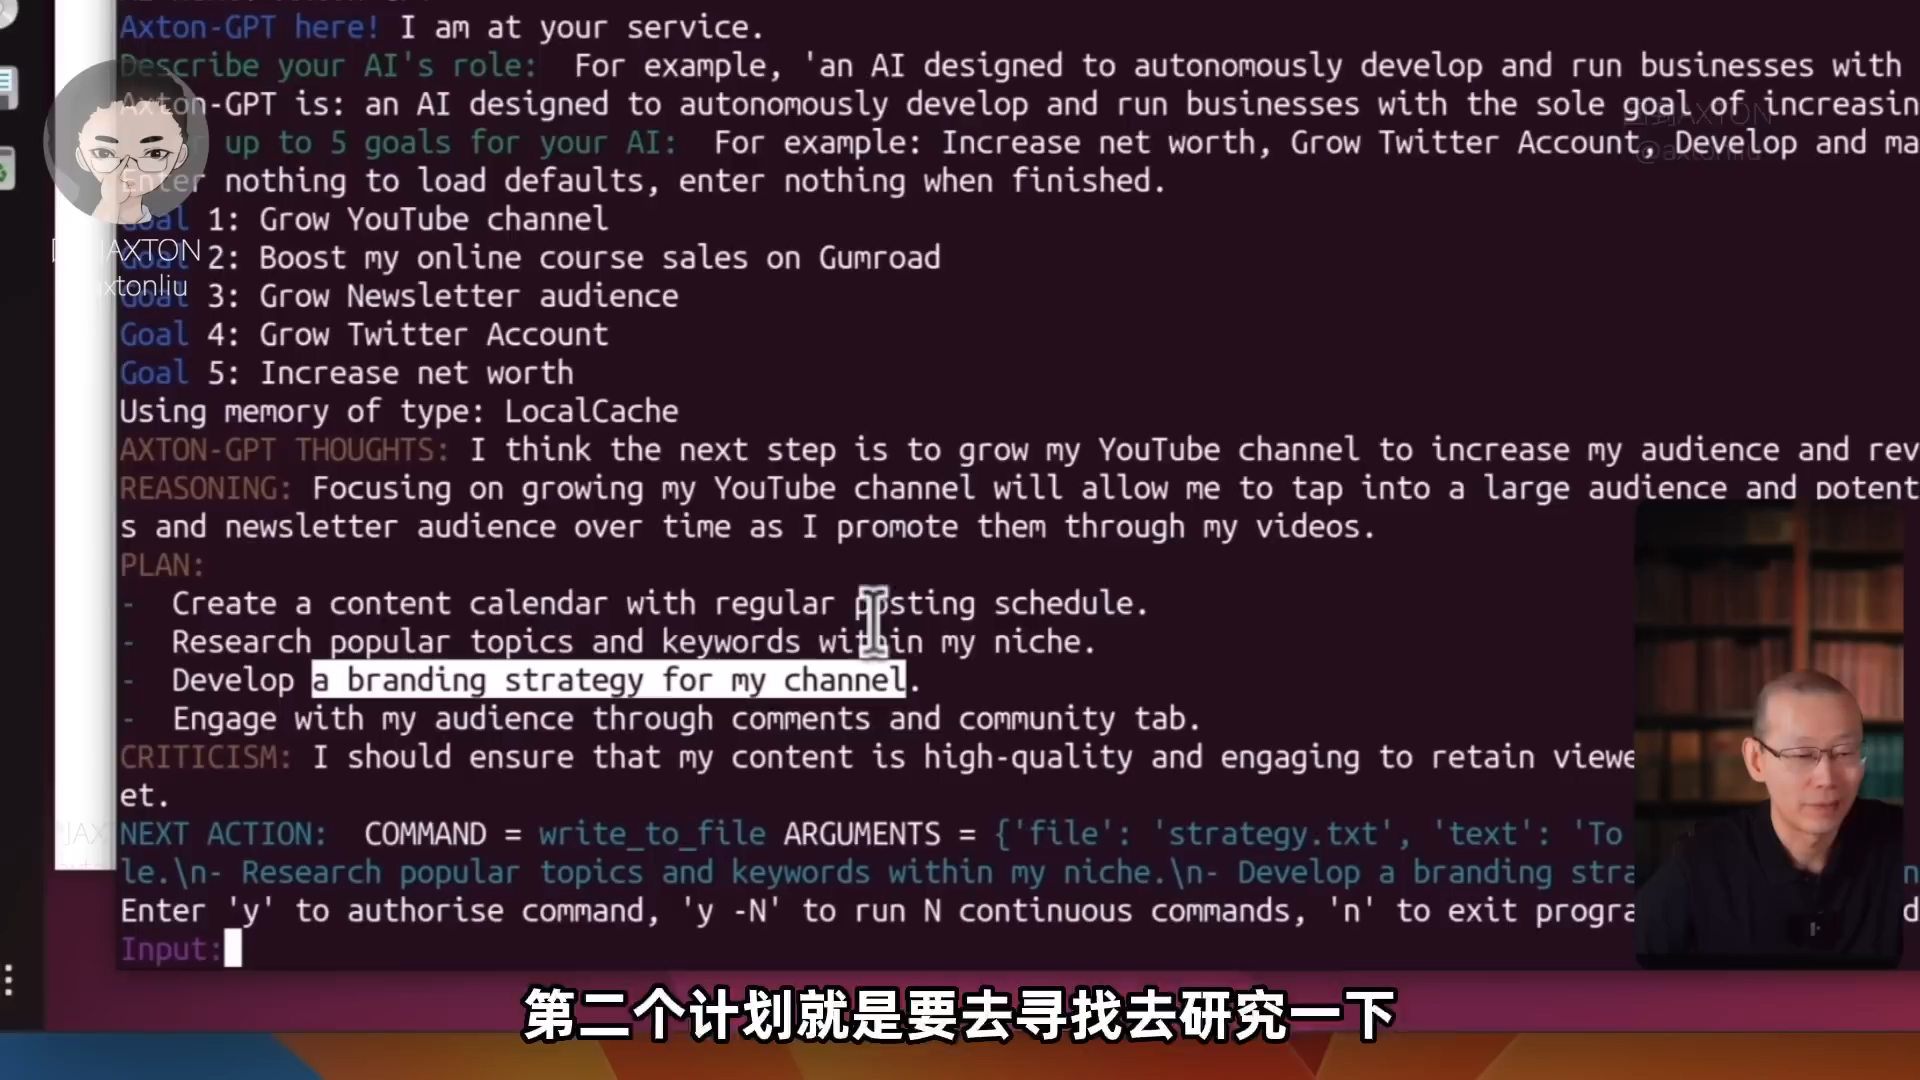 Axton-GPT here! I am at your service.
Describe your AI's role:  For example, 'an AI designed to autonomously develop and run businesses with
Axton-GPT is: an AI designed to autonomously develop and run businesses with the sole goal of increasin
up to 5 goals for your AI:  For example: Increase net worth, Grow Twitter Account, Develop and ma
Enter nothing to load defaults, enter nothing when finished.
Goal 1: Grow YouTube channel
Goal 2: Boost my online course sales on Gumroad
Goal 3: Grow Newsletter audience
Goal 4: Grow Twitter Account
Goal 5: Increase net worth
Using memory of type: LocalCache
AXTON-GPT THOUGHTS: I think the next step is to grow my YouTube channel to increase my audience and rev
REASONING: Focusing on growing my YouTube channel will allow me to tap into a large audience and potent
s and newsletter audience over time as I promote them through my videos.
PLAN:
-  Create a content calendar with regular posting schedule.
-  Research popular topics and keywords within my niche.
-  Develop a branding strategy for my channel.
-  Engage with my audience through comments and community tab.
CRITICISM: I should ensure that my content is high-quality and engaging to retain viewe
et.
NEXT ACTION:  COMMAND = write_to_file ARGUMENTS = {'file': 'strategy.txt', 'text': 'To
le.\n- Research popular topics and keywords within my niche.\n- Develop a branding stra
Enter 'y' to authorise command, 'y -N' to run N continuous commands, 'n' to exit progra
Input:
AXTON
axtonliu
AXTON
@axtonliu
第二个计划就是要去寻找去研究一下